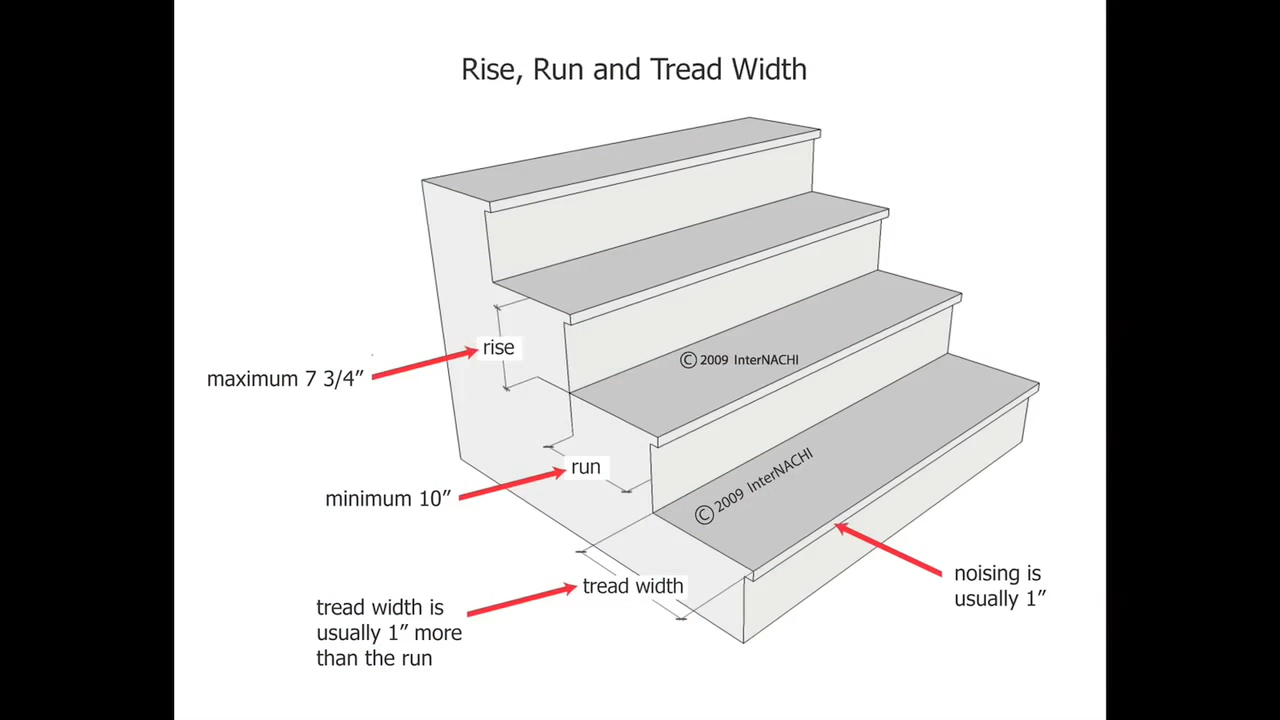 Rise, Run and Tread Width
© 2009 InterNACHI
rise
maximum 7 3/4”
run
minimum 10”
© 2009 InterNACHI
tread width
tread width is
usually 1” more
than the run
noising is
usually 1”